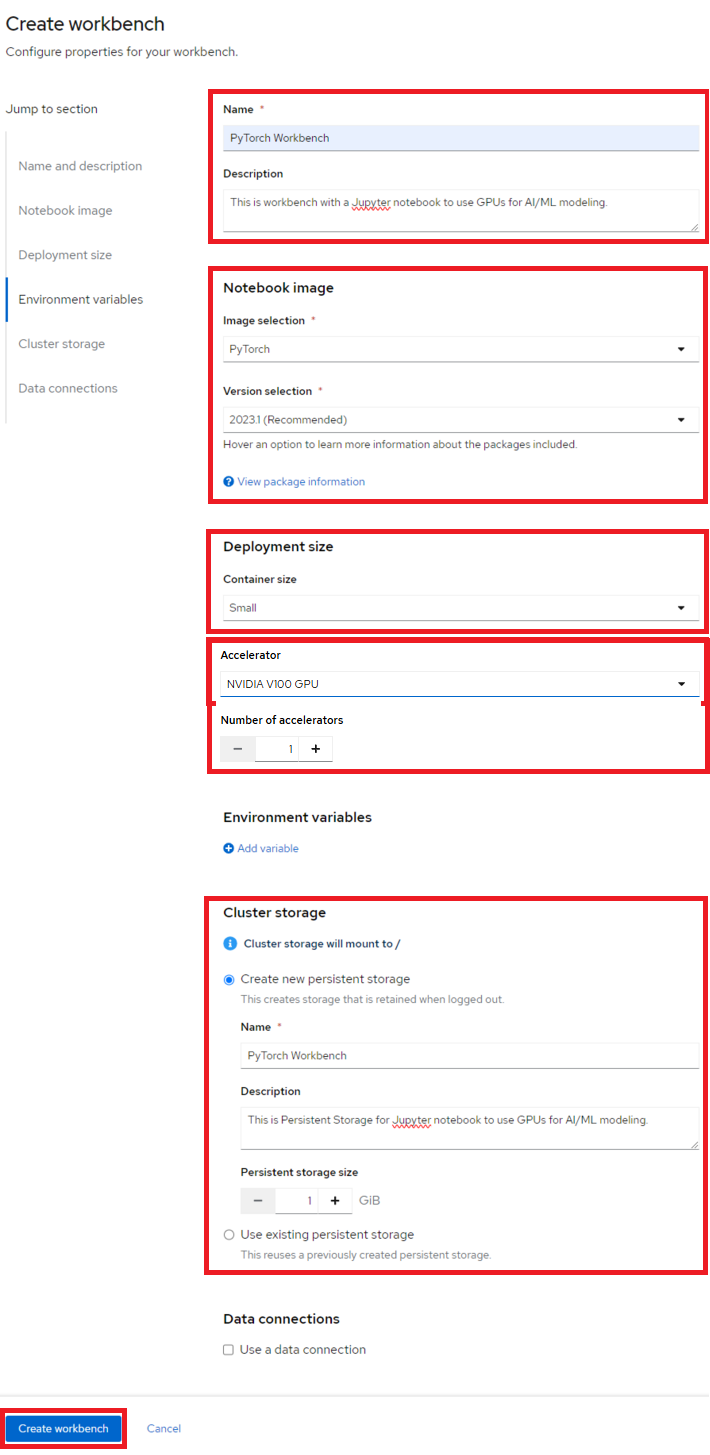 Create workbench
Configure properties for your workbench.
Jump to section
Name and description
Notebook image
Deployment size
Environment variables
Cluster storage
Data connections
Name *
PyTorch Workbench
Description
This is workbench with a Jupyter notebook to use GPUs for AI/ML modeling.
Notebook image
Image selection *
PyTorch
Version selection *
2023.1 (Recommended)
Hover an option to learn more information about the packages included.
View package information
Deployment size
Container size
Small
Accelerator
NVIDIA V100 GPU
Number of accelerators
− 1 +
Environment variables
Add variable
Cluster storage
Cluster storage will mount to /
Create new persistent storage
This creates storage that is retained when logged out.
Name *
PyTorch Workbench
Description
This is Persistent Storage for Jupyter notebook to use GPUs for AI/ML modeling.
Persistent storage size
− 1 + GiB
Use existing persistent storage
This reuses a previously created persistent storage.
Data connections
Use a data connection
Create workbench
Cancel